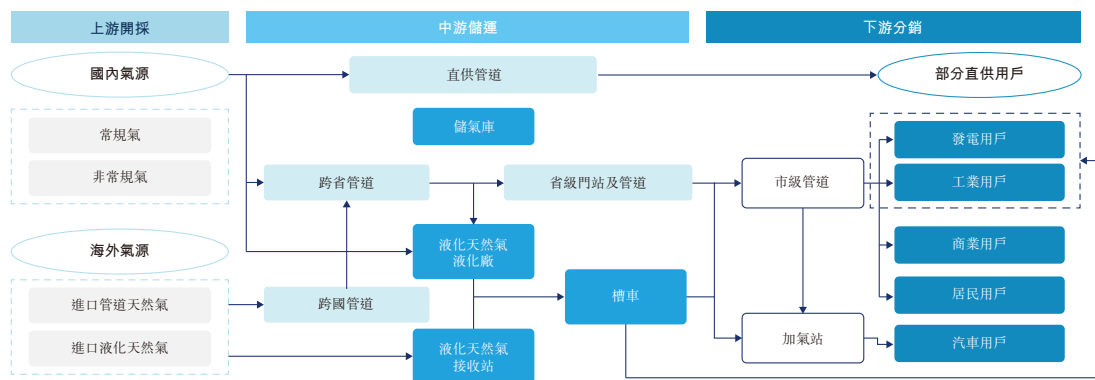 上游開採
中游儲運
下游分銷
國內氣源
直供管道
部分直供用戶
常規氣
非常規氣
儲氣庫
跨省管道
省級門站及管道
市級管道
發電用戶
工業用戶
海外氣源
液化天然氣
液化廠
商業用戶
進口管道天然氣
跨國管道
槽車
居民用戶
進口液化天然氣
液化天然氣
接收站
加氣站
汽車用戶